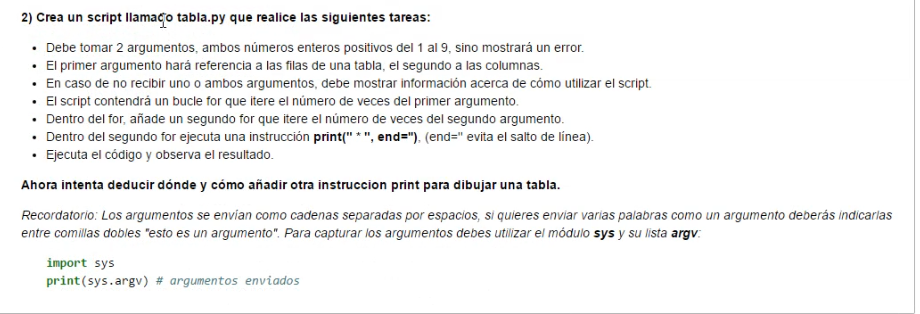 2) Crea un script llamado tabla.py que realice las siguientes tareas:
• Debe tomar 2 argumentos, ambos números enteros positivos del 1 al 9, sino mostrará un error.
• El primer argumento hará referencia a las filas de una tabla, el segundo a las columnas.
• En caso de no recibir uno o ambos argumentos, debe mostrar información acerca de cómo utilizar el script.
• El script contendrá un bucle for que itere el número de veces del primer argumento.
• Dentro del for, añade un segundo for que itere el número de veces del segundo argumento.
• Dentro del segundo for ejecuta una instrucción print(" * ", end=''), (end='' evita el salto de línea).
• Ejecuta el código y observa el resultado.
Ahora intenta deducir dónde y cómo añadir otra instruccion print para dibujar una tabla.
Recordatorio: Los argumentos se envían como cadenas separadas por espacios, si quieres enviar varias palabras como un argumento deberás indicarlas
entre comillas dobles "esto es un argumento". Para capturar los argumentos debes utilizar el módulo sys y su lista argv:
import sys
print(sys.argv) # argumentos enviados